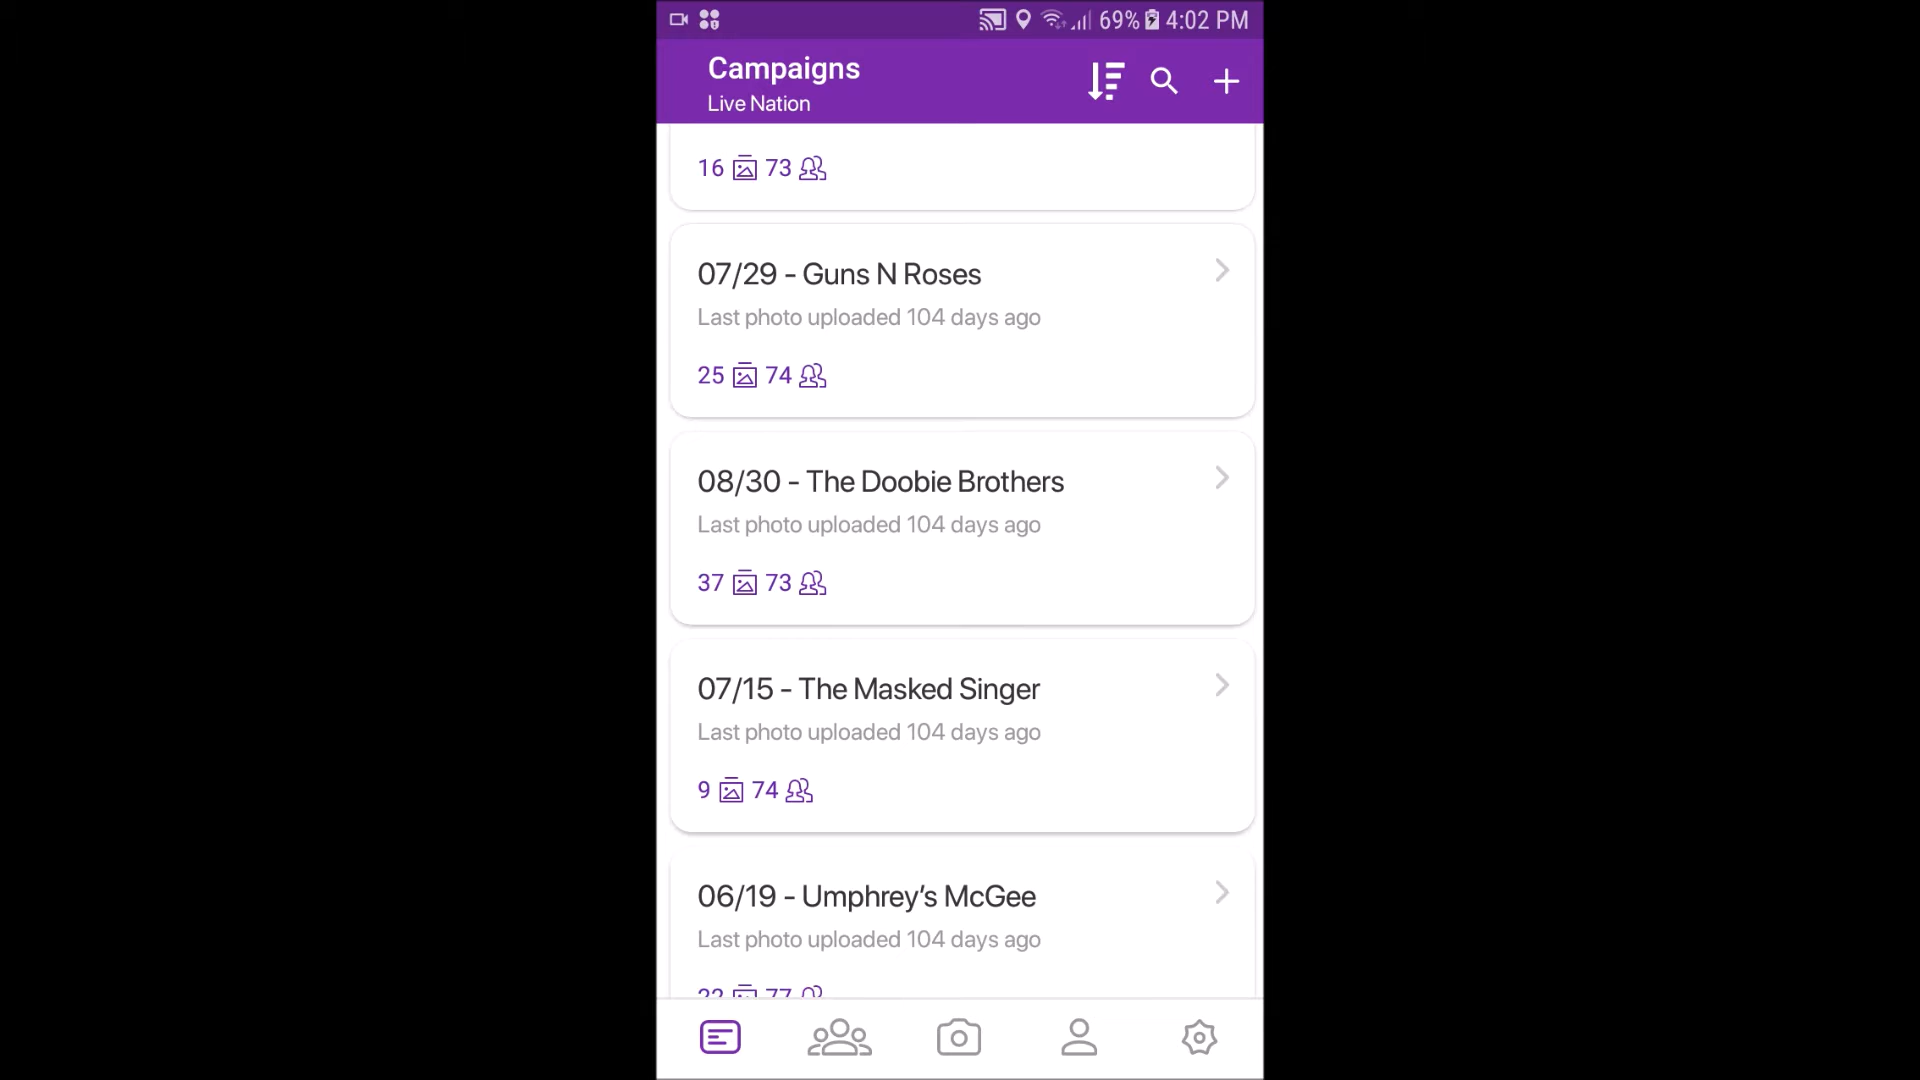 69% 4:02 PM
Campaigns
Live Nation
16 73
07/29 - Guns N Roses
Last photo uploaded 104 days ago
25 74
08/30 - The Doobie Brothers
Last photo uploaded 104 days ago
37 73
07/15 - The Masked Singer
Last photo uploaded 104 days ago
9 74
06/19 - Umphrey’s McGee
Last photo uploaded 104 days ago
22 77